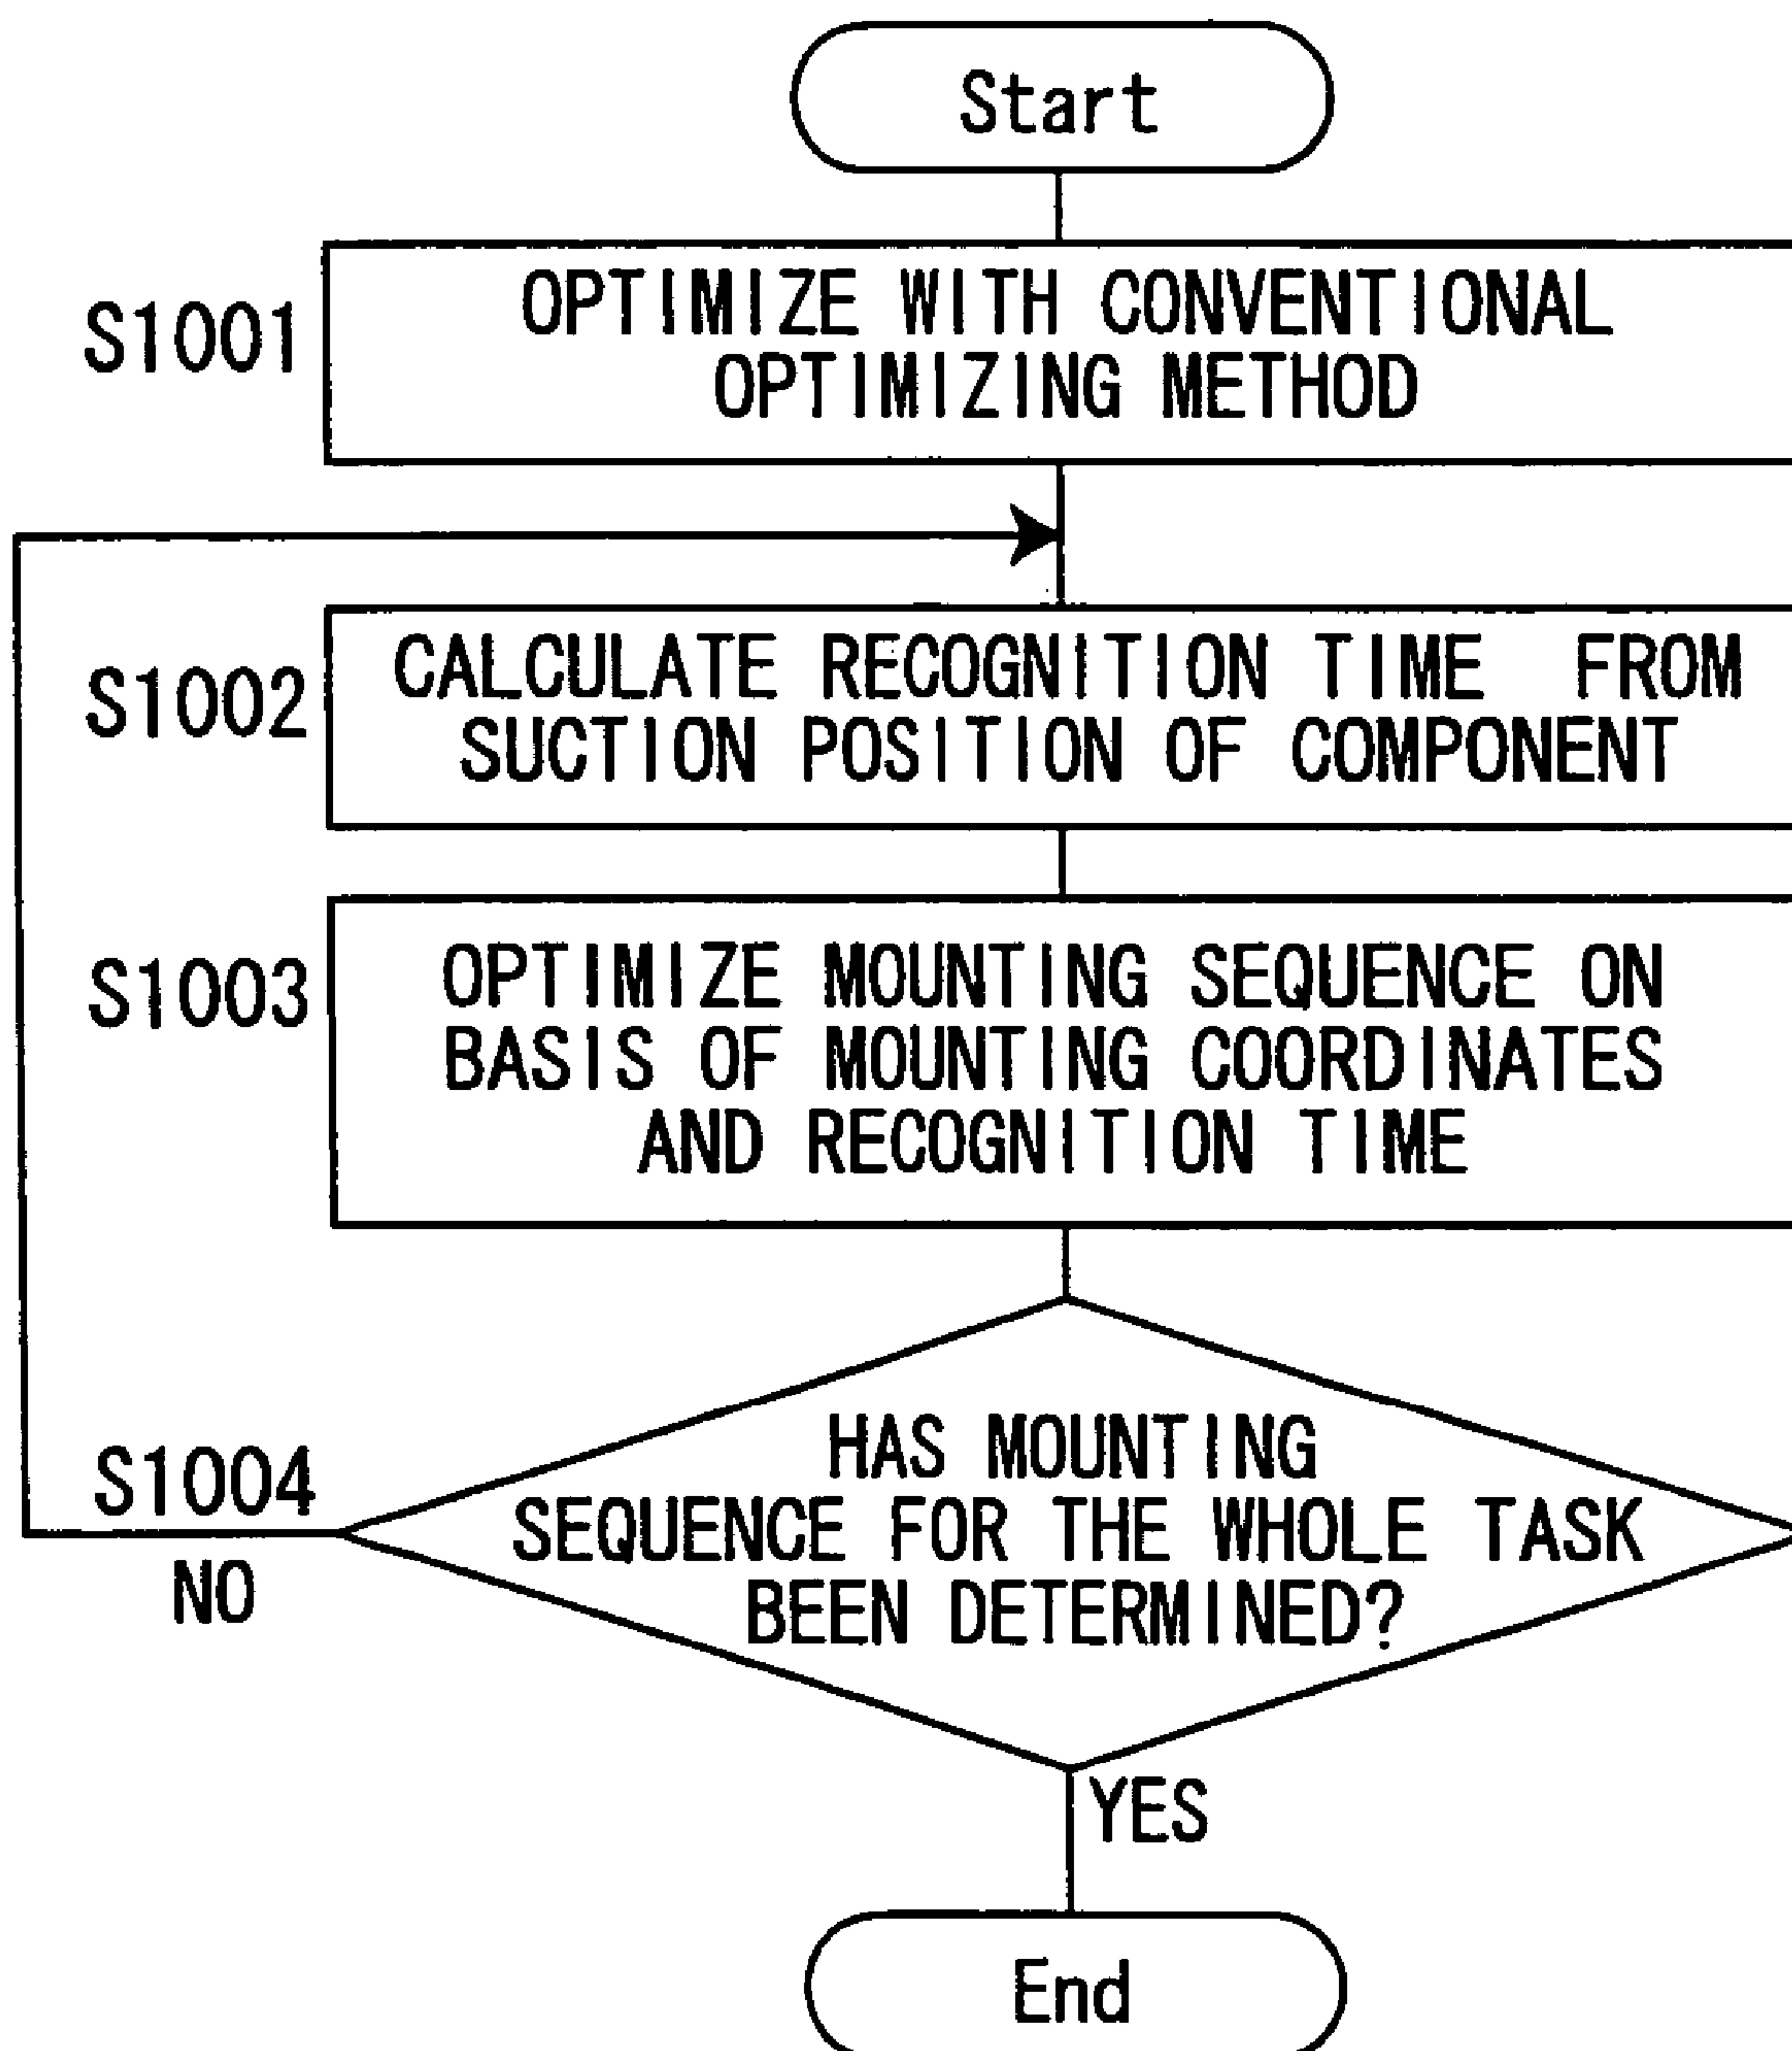 Start
S1001
OPTIMIZE WITH CONVENTIONAL
OPTIMIZING METHOD
S1002
CALCULATE RECOGNITION TIME FROM
SUCTION POSITION OF COMPONENT
S1003
OPTIMIZE MOUNTING SEQUENCE ON
BASIS OF MOUNTING COORDINATES
AND RECOGNITION TIME
S1004
HAS MOUNTING
SEQUENCE FOR THE WHOLE TASK
BEEN DETERMINED?
NO
YES
End